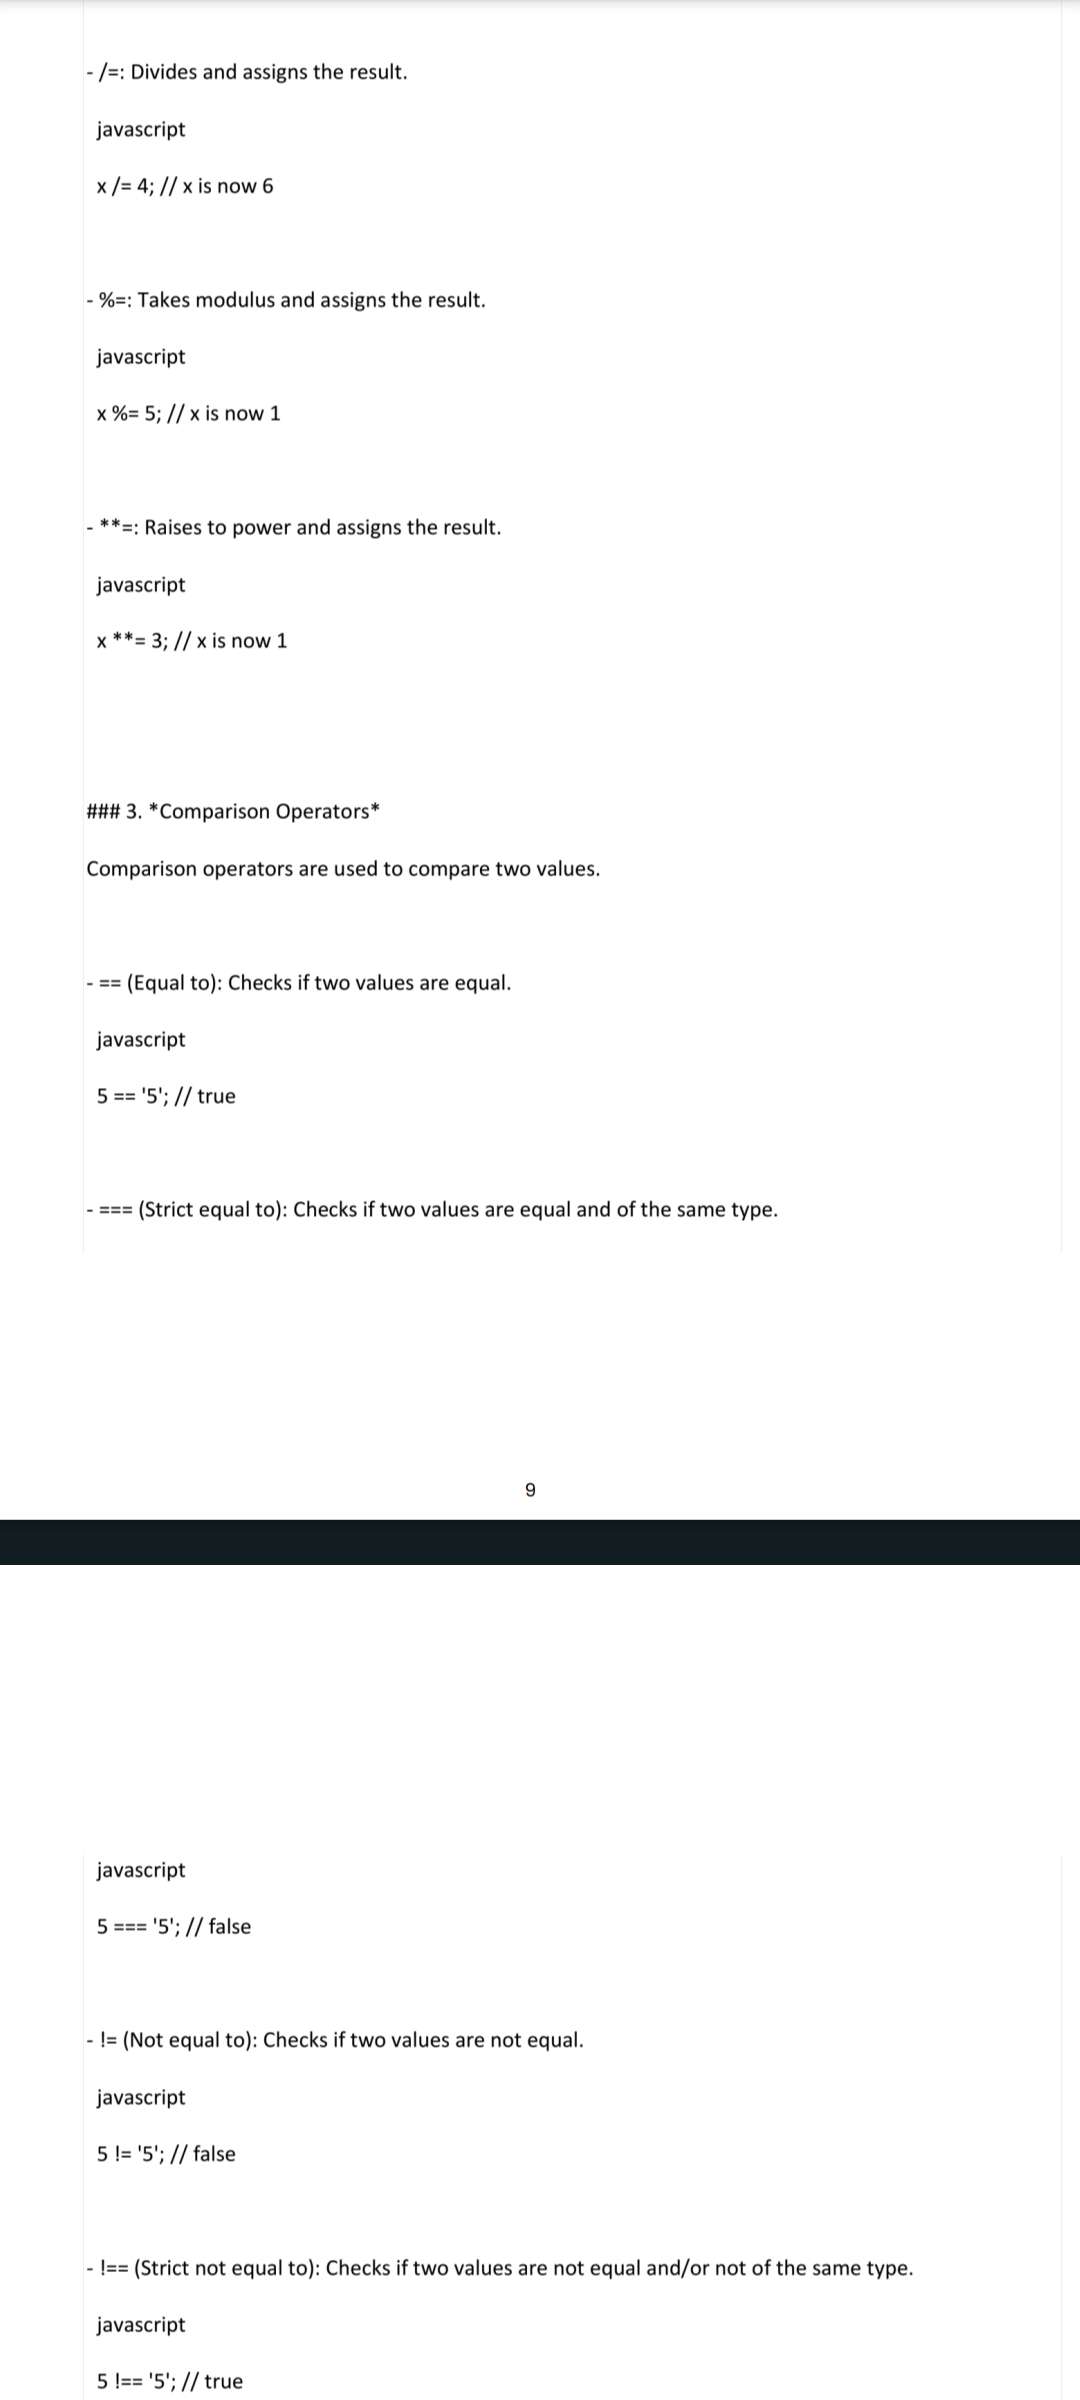 - /=: Divides and assigns the result.
javascript
x /= 4; // x is now 6
- %=: Takes modulus and assigns the result.
javascript
x %= 5; // x is now 1
- **=: Raises to power and assigns the result.
javascript
x **= 3; // x is now 1
### 3. *Comparison Operators*
Comparison operators are used to compare two values.
- == (Equal to): Checks if two values are equal.
javascript
5 == '5'; // true
- === (Strict equal to): Checks if two values are equal and of the same type.
9
javascript
5 === '5'; // false
- != (Not equal to): Checks if two values are not equal.
javascript
5 != '5'; // false
- !== (Strict not equal to): Checks if two values are not equal and/or not of the same type.
javascript
5 !== '5'; // true